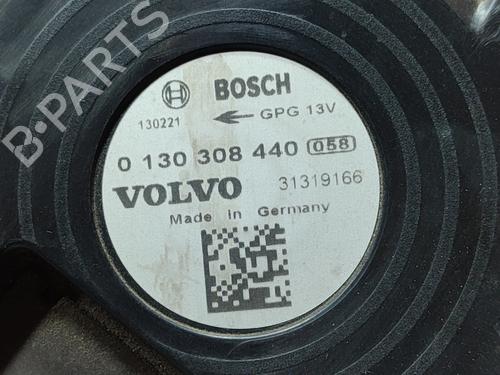 B-PARTS
BOSCH
130221 GPG 13V
0 130 308 440 058
VOLVO 31319166
Made in Germany